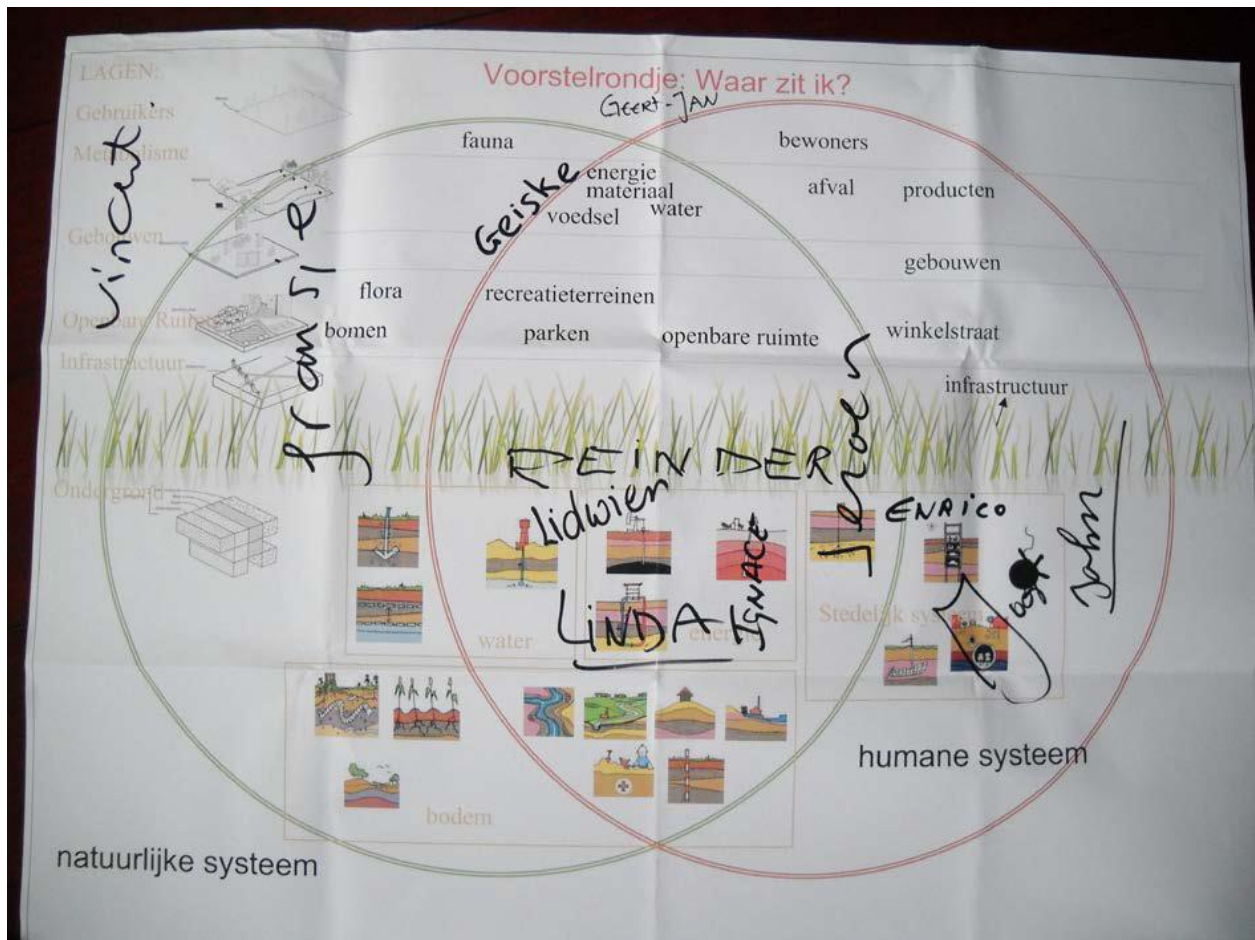 LAGEN:
Voorstelrondje: Waar zit ik?
GEERT-JAN
Gebruikers
fauna
bewoners
Metabolisme
vincent
energie
materiaal
afval
producten
Geiske
voedsel
water
Gebouwen
gebouwen
fransje
flora
recreatieterreinen
Openbare Ruimte
bomen
parken
openbare ruimte
winkelstraat
Infrastructuur
infrastructuur
Jeroen
REINDER
Ondergrond
Lidwien
ENRICO
John
IGNACE
LINDA
water
energie
Stedelijk systeem
humane systeem
bodem
natuurlijke systeem